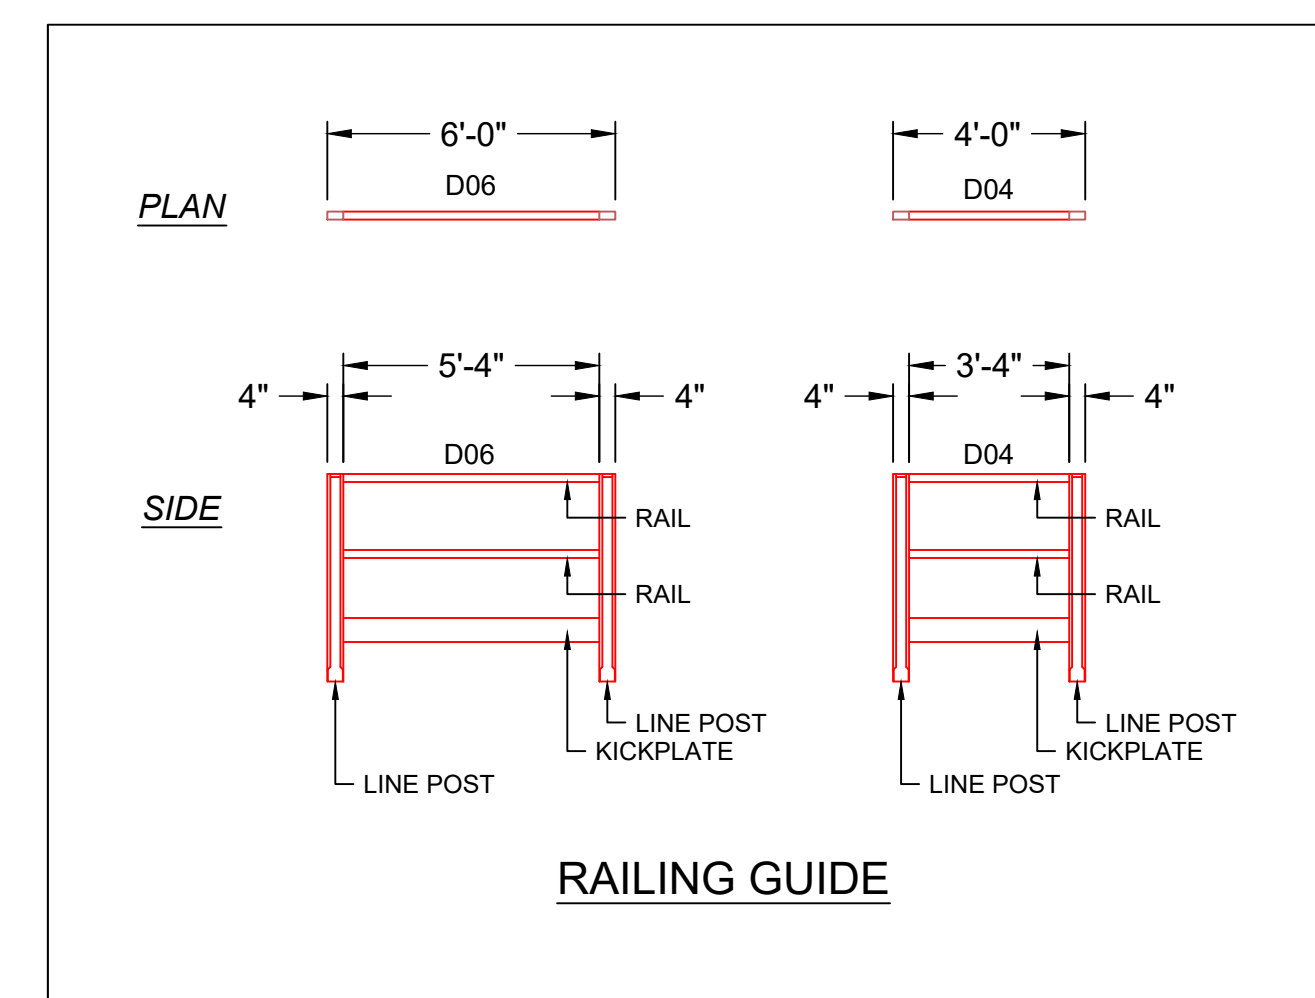 6'-0" 4'-0"
D06 D04
PLAN
5'-4" 3'-4"
4" 4" 4" 4"
D06 D04
SIDE
RAIL RAIL
RAIL RAIL
LINE POST LINE POST
KICKPLATE KICKPLATE
LINE POST LINE POST
RAILING GUIDE